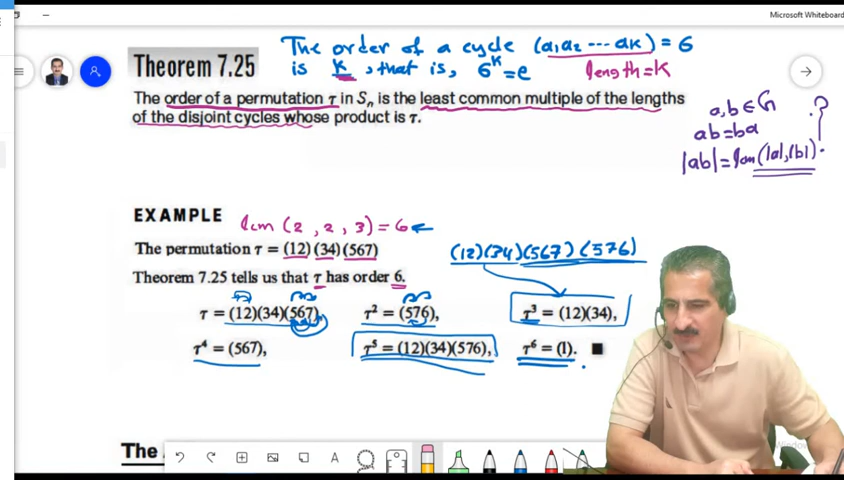 Microsoft Whiteboard
The order of a cycle (a₁a₂ ··· aₖ) = σ
is k, that is, σᵏ = e length = k
Theorem 7.25
The order of a permutation τ in Sₙ is the least common multiple of the lengths
of the disjoint cycles whose product is τ.
a, b ∈ G
ab = ba
|ab| = lcm (|a|, |b|) ?
EXAMPLE
lcm (2, 2, 3) = 6 ←
The permutation τ = (12)(34)(567)
(12)(34)(567)(576)
Theorem 7.25 tells us that τ has order 6.
τ = (12)(34)(567), τ² = (576), τ³ = (12)(34),
τ⁴ = (567), τ⁵ = (12)(34)(576), τ⁶ = (1). ■
The